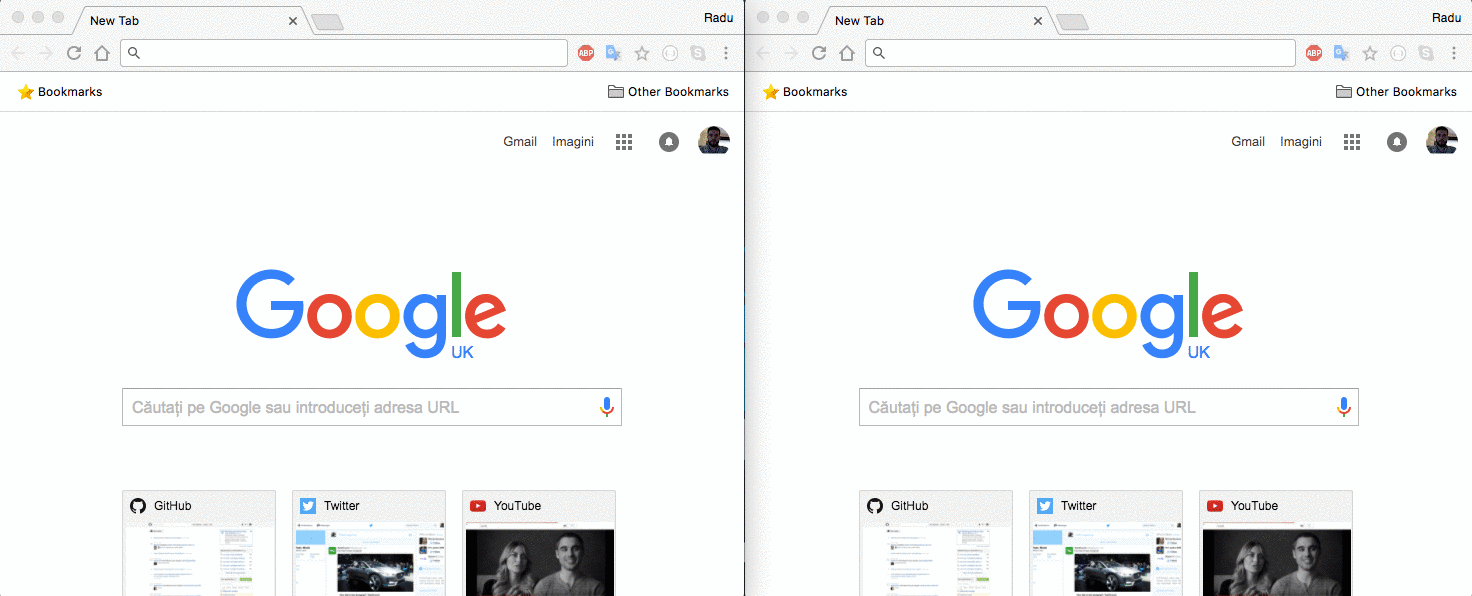 New Tab
Radu
ABP
Bookmarks
Other Bookmarks
Gmail Imagini
Google
UK
Căutați pe Google sau introduceți adresa URL
GitHub
Twitter
YouTube
New Tab
Radu
ABP
Bookmarks
Other Bookmarks
Gmail Imagini
Google
UK
Căutați pe Google sau introduceți adresa URL
GitHub
Twitter
YouTube